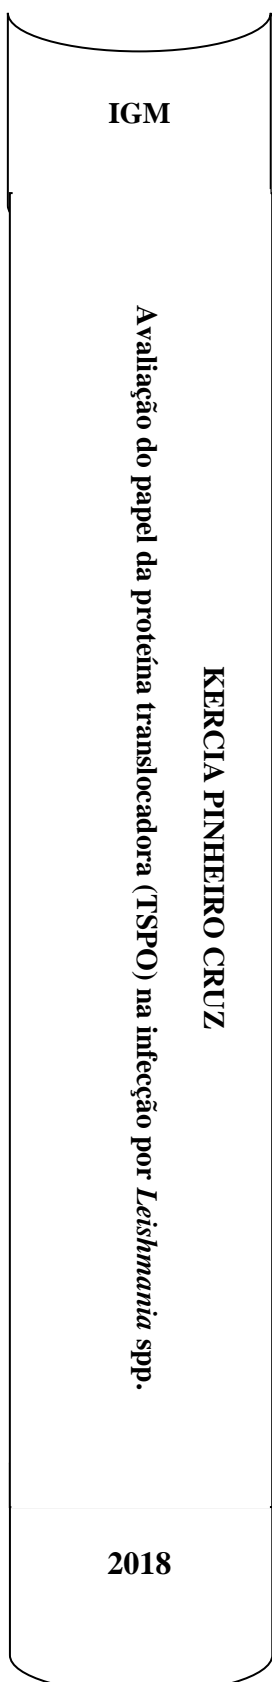 IGM
KERCIA PINHEIRO CRUZ
Avaliação do papel da proteína translocadora (TSPO) na infecção por Leishmania spp.
2018